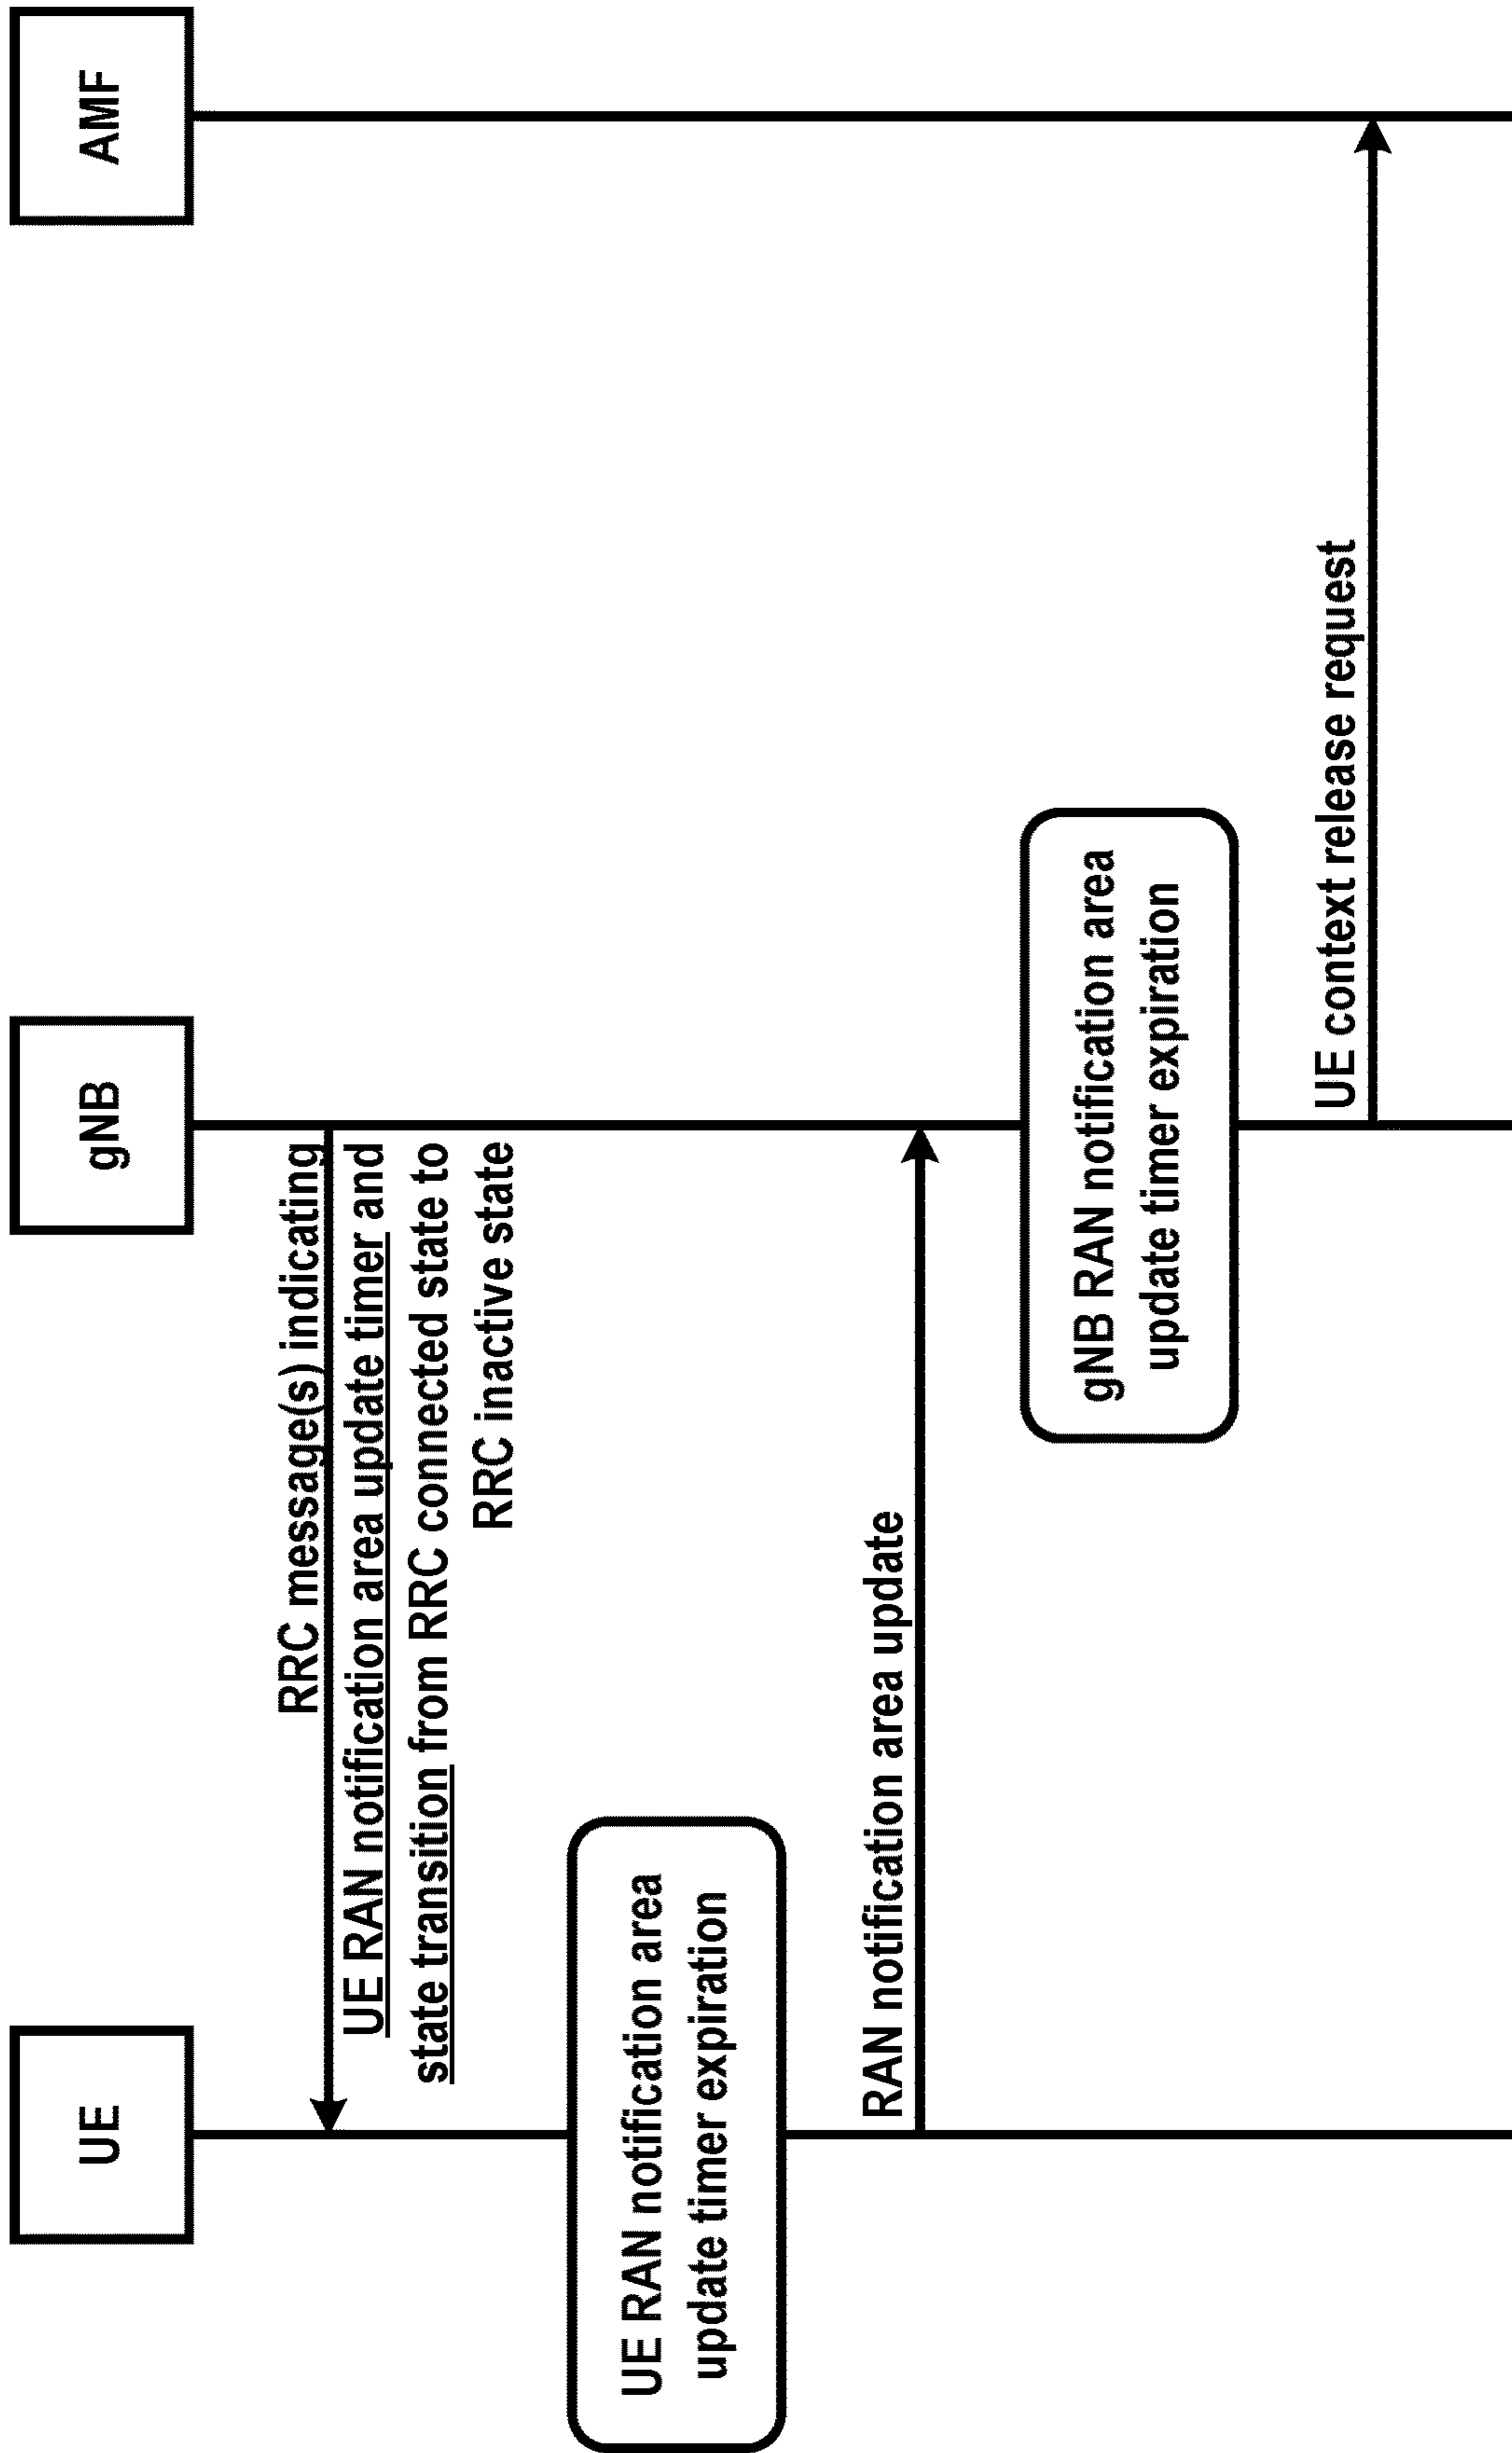 UE
gNB
AMF
RRC message(s) indicating
UE RAN notification area update timer and
state transition from RRC connected state to
RRC inactive state
UE RAN notification area
update timer expiration
RAN notification area update
gNB RAN notification area
update timer expiration
UE context release request